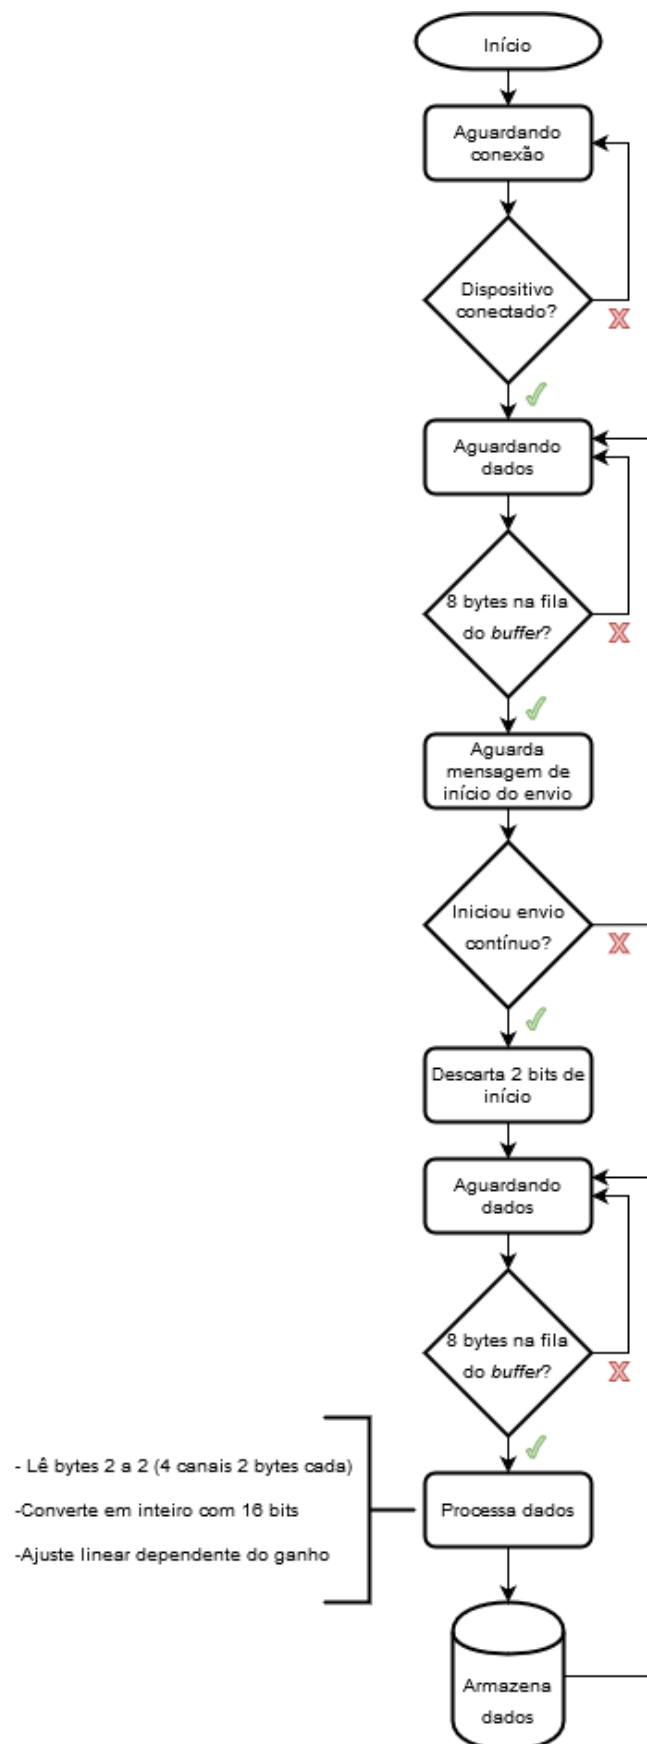 Início
Aguardando
conexão
Dispositivo
conectado?
X
Aguardando
dados
8 bytes na fila
do buffer?
X
Aguarda
mensagem de
início do envio
Iniciou envio
contínuo?
X
Descarta 2 bits de
início
Aguardando
dados
8 bytes na fila
do buffer?
X
- Lê bytes 2 a 2 (4 canais 2 bytes cada)
-Converte em inteiro com 16 bits
-Ajuste linear dependente do ganho
Processa dados
Armazena
dados